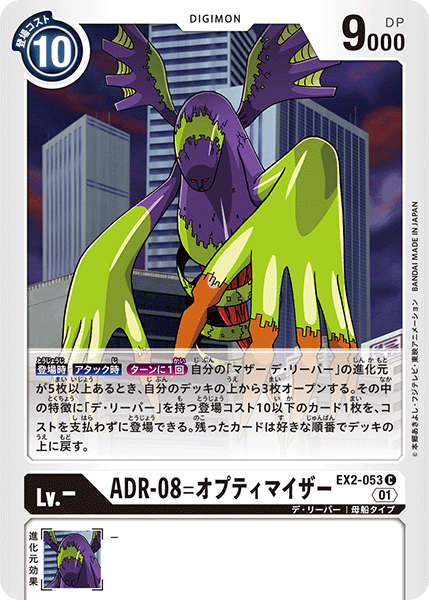 登場コスト
10
DIGIMON
DP
9000
登場時 アタック時 ターンに1回 自分の「マザー デ・リーパー」の進化元
が5枚以上あるとき、自分のデッキの上から3枚オープンする。その中
の特徴に「デ・リーパー」を持つ登場コスト10以下のカード1枚を、コ
ストを支払わずに登場できる。残ったカードは好きな順番でデッキの
上に戻す。
BANDAI MADE IN JAPAN
©本郷あきよし・フジテレビ・東映アニメーション
Lv.ー
ADR-08=オプティマイザー
EX2-053 C
01
デ・リーパー | 母船タイプ
進化元効果
ー